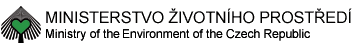 MINISTERSTVO ŽIVOTNÍHO PROSTŘEDÍ
Ministry of the Environment of the Czech Republic